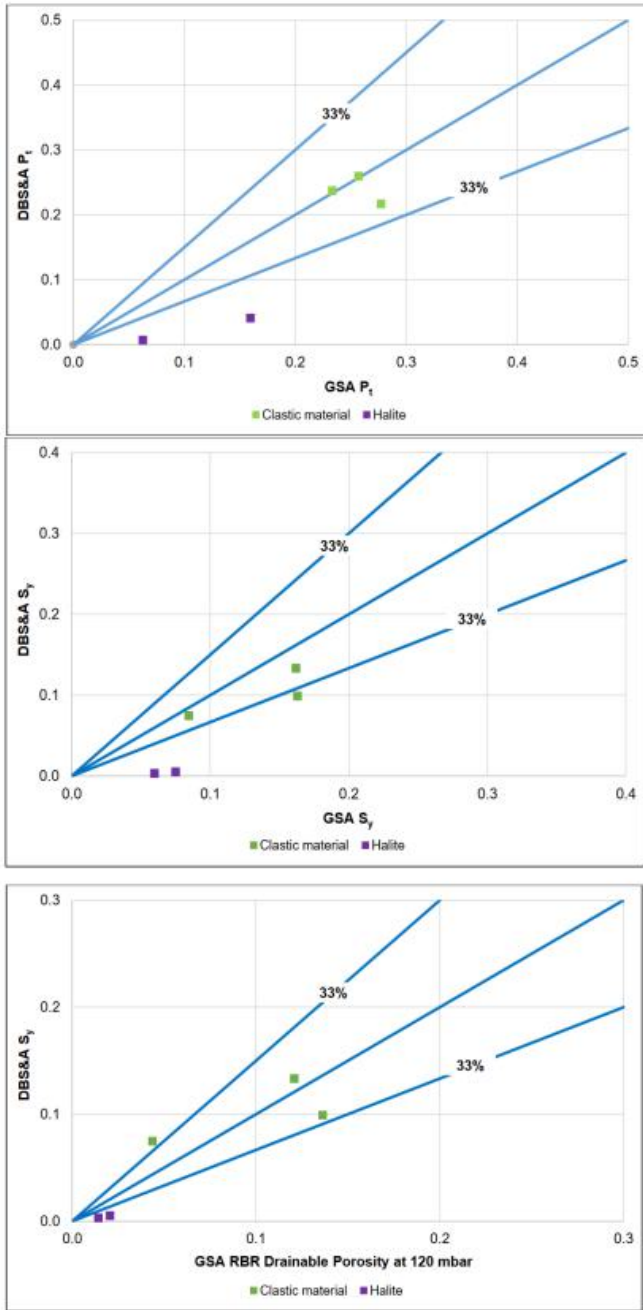 0.5
0.4
0.3
0.2
0.1
0.0
DBS&A Pt
33%
33%
0.0 0.1 0.2 0.3 0.4 0.5
GSA Pt
Clastic material Halite
0.4
0.3
0.2
0.1
0.0
DBS&A Sy
33%
33%
0.0 0.1 0.2 0.3 0.4
GSA Sy
Clastic material Halite
0.3
0.2
0.1
0.0
DBS&A Sy
33%
33%
0.0 0.1 0.2 0.3
GSA RBR Drainable Porosity at 120 mbar
Clastic material Halite